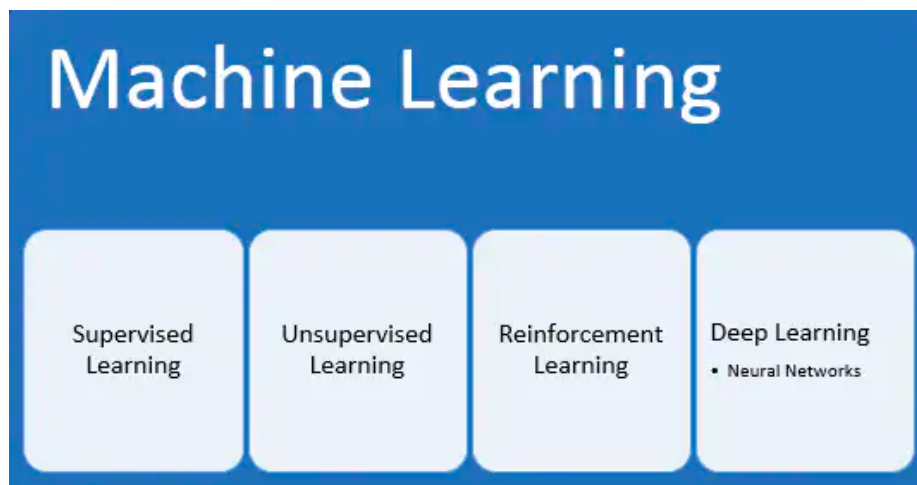 Machine Learning
Supervised
Learning
Unsupervised
Learning
Reinforcement
Learning
Deep Learning
• Neural Networks